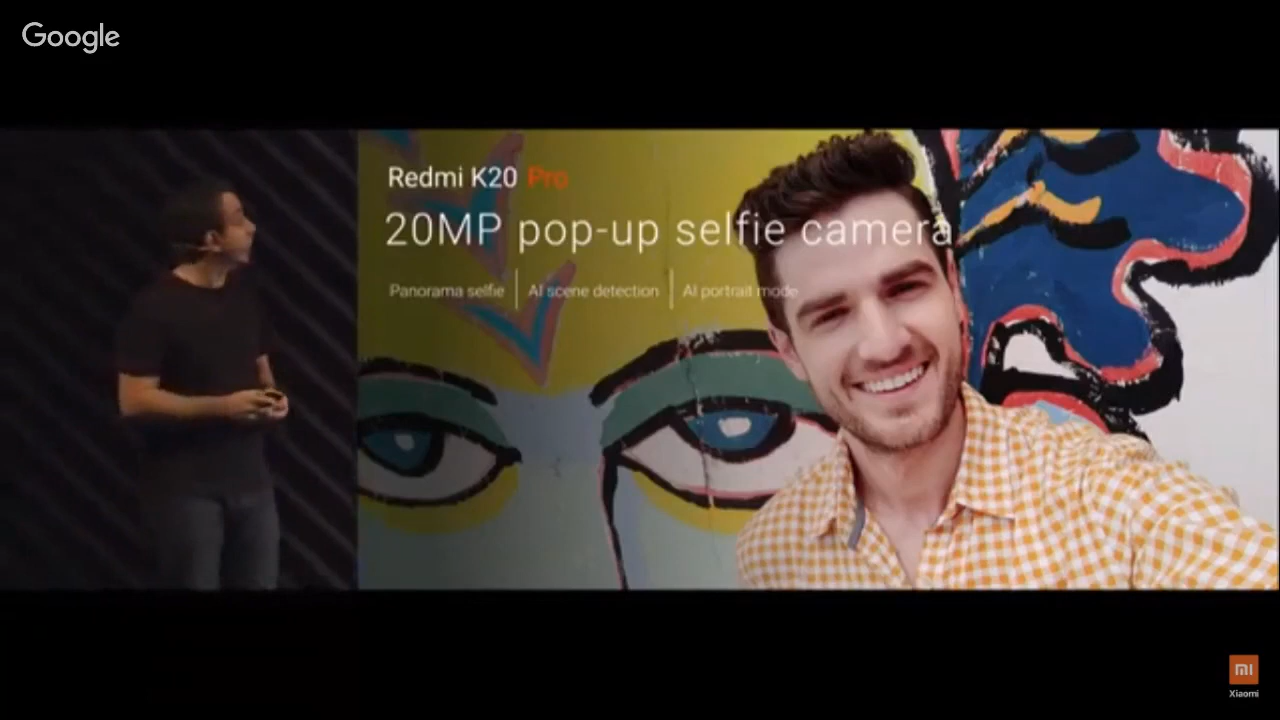 Google
Redmi K20 Pro
20MP pop-up selfie camera
Panorama selfie | AI scene detection | AI portrait mode
mi
Xiaomi